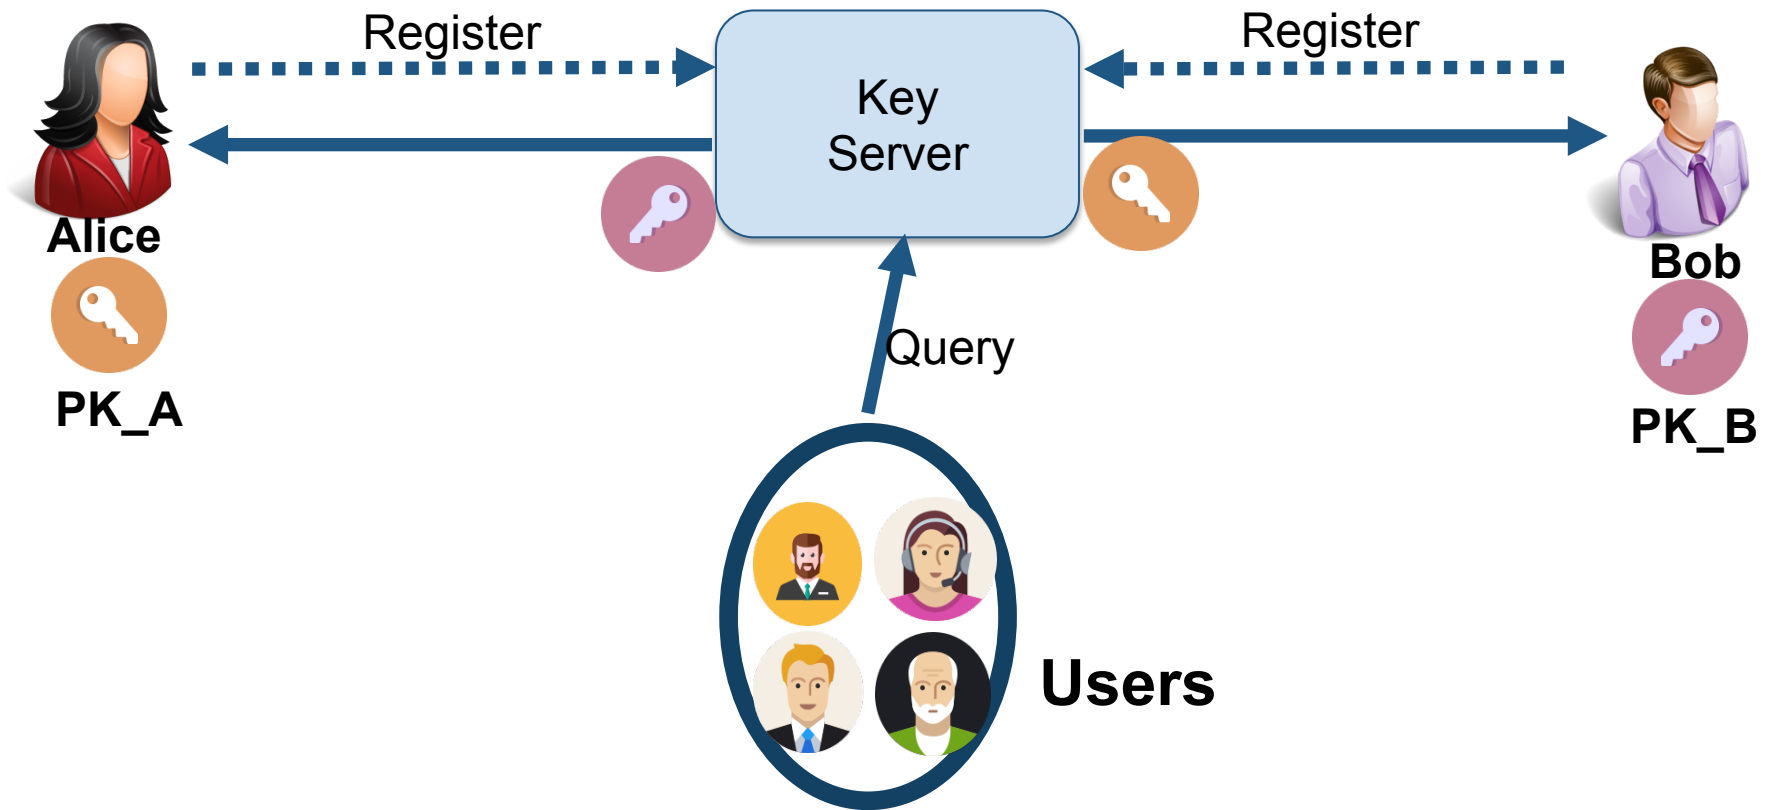 Register
Register
Key
Server
Alice
Bob
Query
PK_A
PK_B
Users